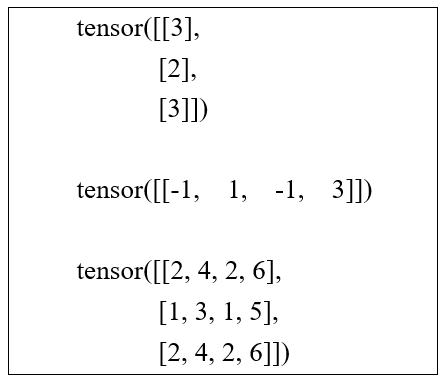 tensor([[3],
[2],
[3]])
tensor([[-1, 1, -1, 3]])
tensor([[2, 4, 2, 6],
[1, 3, 1, 5],
[2, 4, 2, 6]])